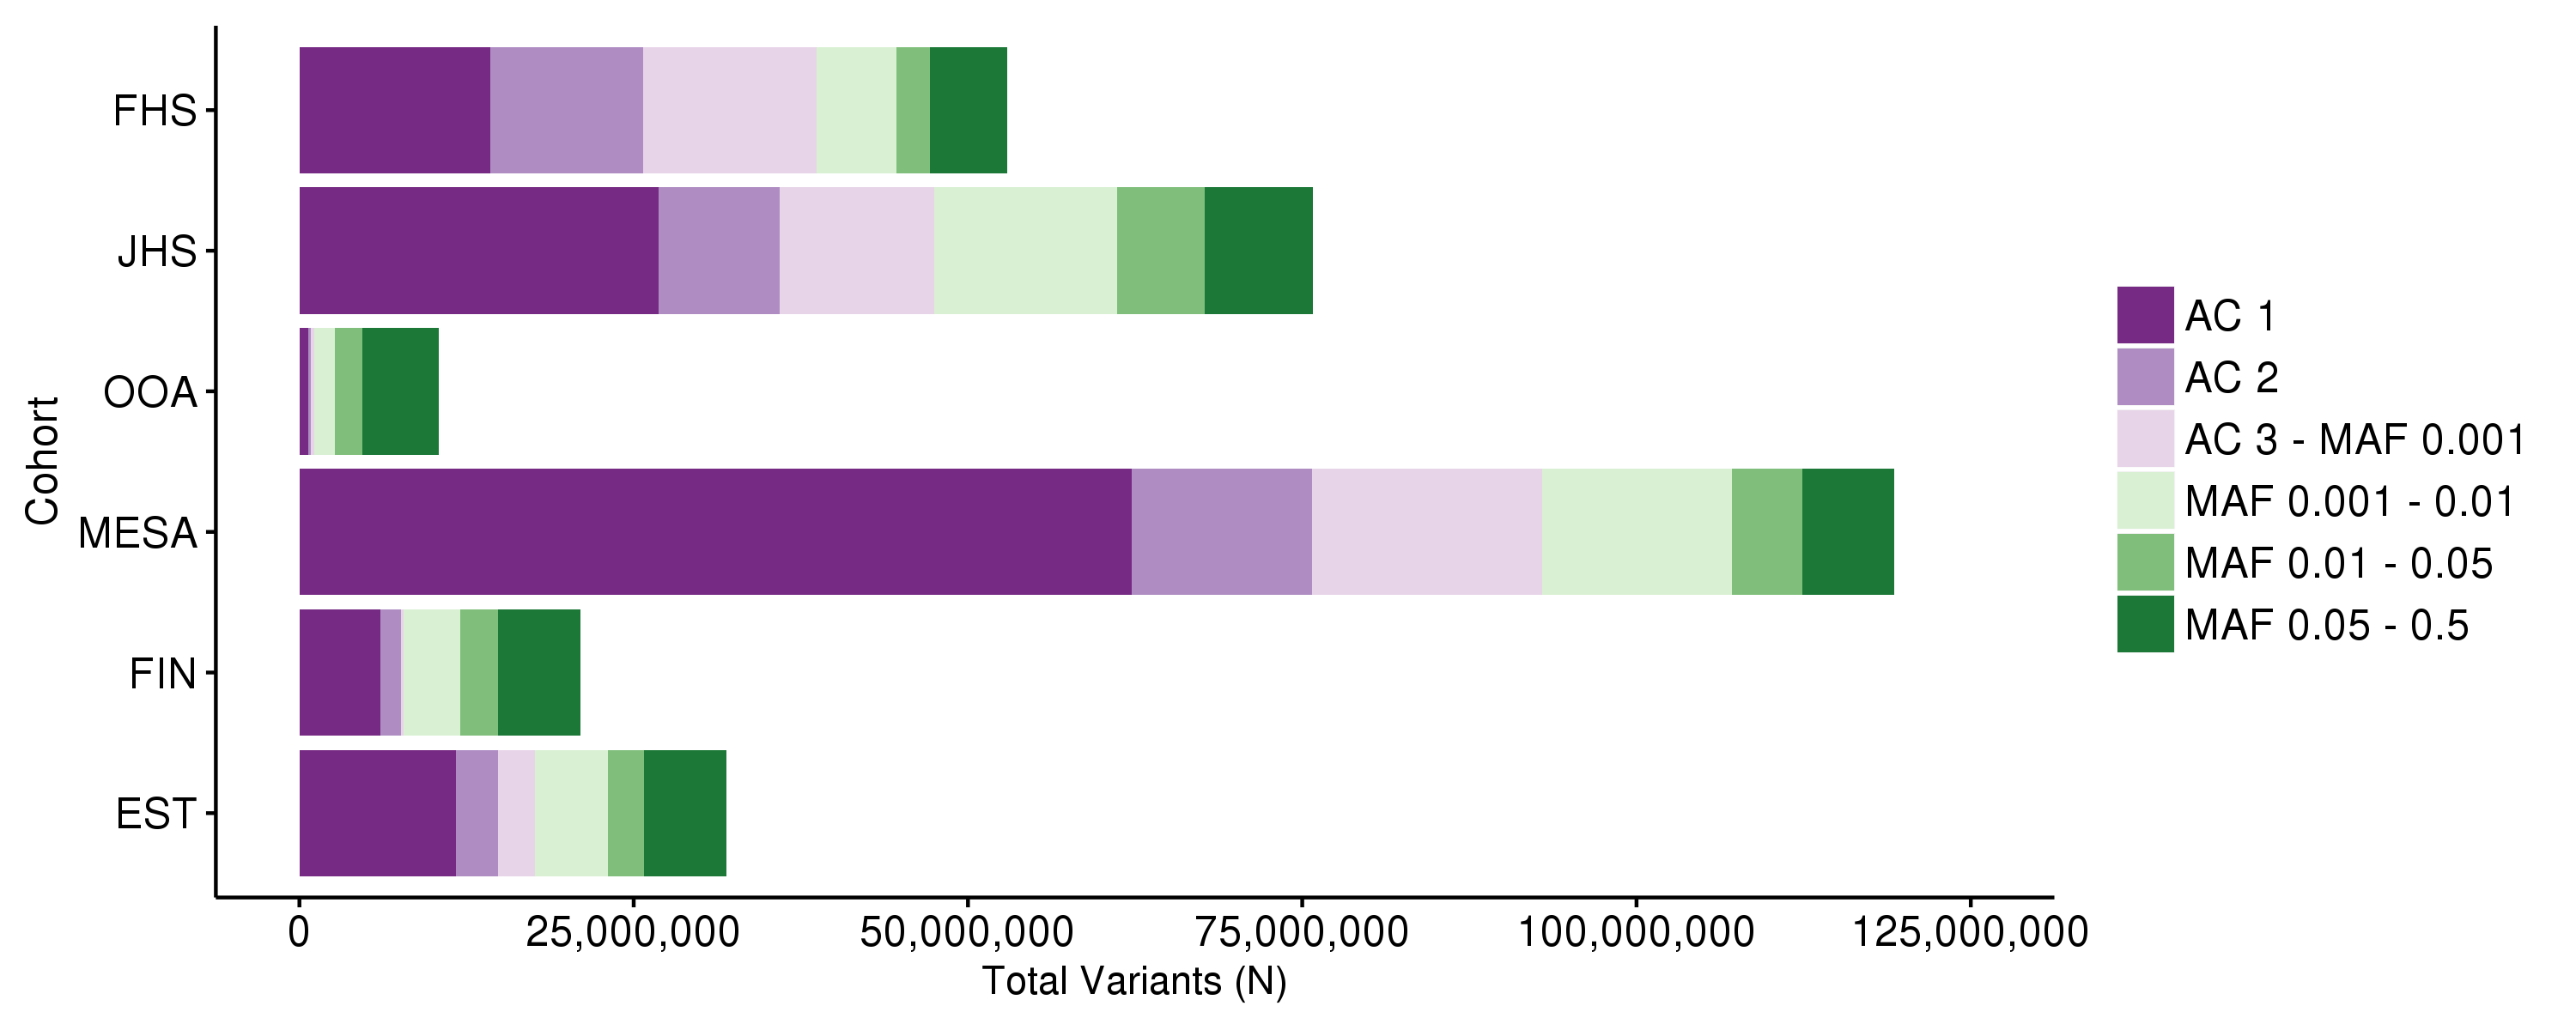 Cohort
FHS
JHS
OOA
MESA
FIN
EST
0
25,000,000
50,000,000
75,000,000
100,000,000
125,000,000
Total Variants (N)
AC 1
AC 2
AC 3 - MAF 0.001
MAF 0.001 - 0.01
MAF 0.01 - 0.05
MAF 0.05 - 0.5